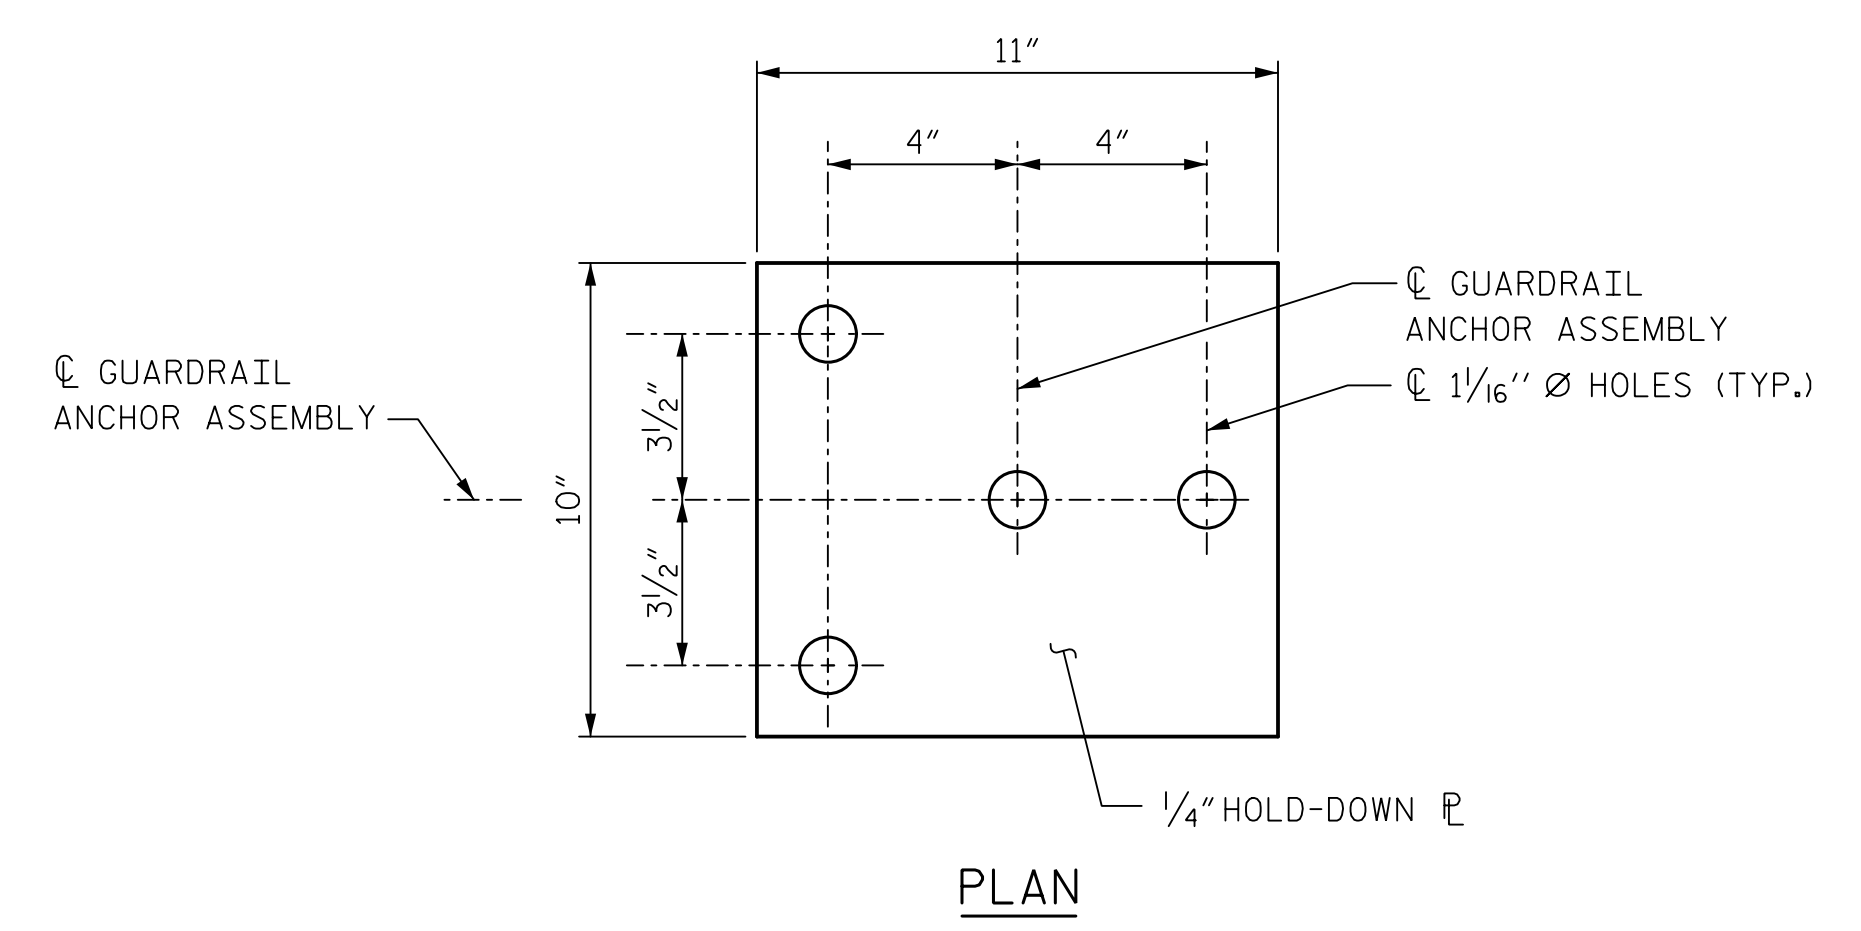 11"
4" 4"
℄ GUARDRAIL
ANCHOR ASSEMBLY
℄ 1 1/16" Ø HOLES (TYP.)
℄ GUARDRAIL
ANCHOR ASSEMBLY
10"
3 1/2"
3 1/2"
1/4" HOLD-DOWN ⅊
PLAN